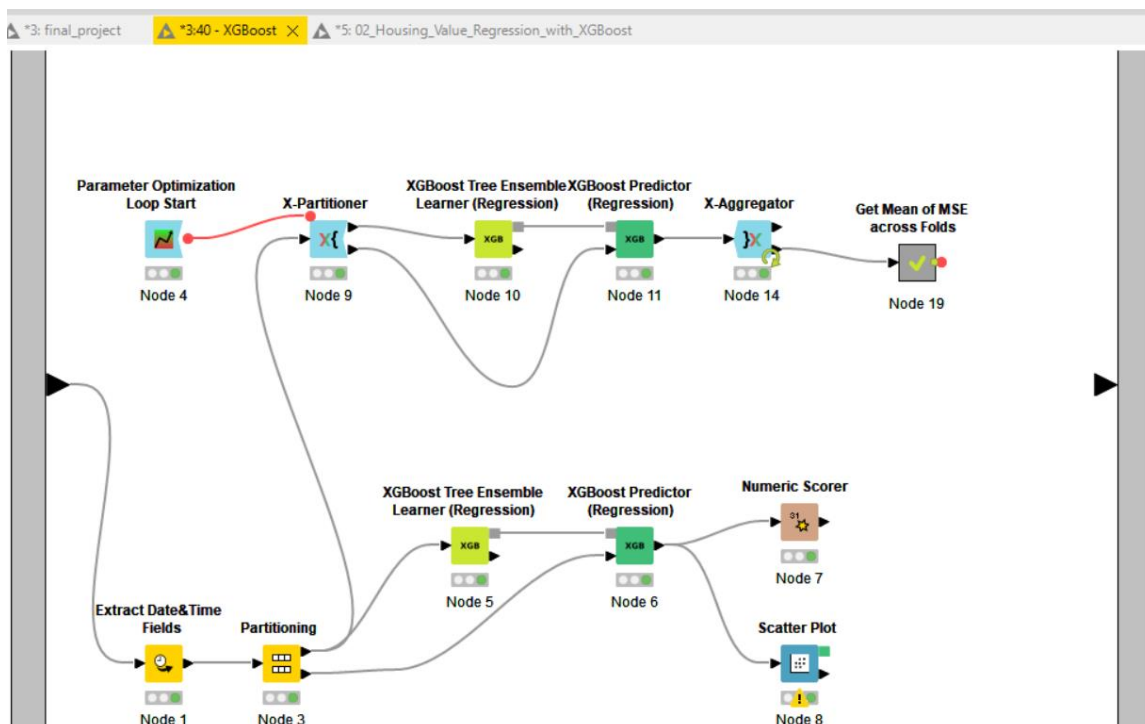 *3: final_project
*3:40 - XGBoost
*5: 02_Housing_Value_Regression_with_XGBoost
Parameter Optimization
Loop Start
Node 4
X-Partitioner
X{
Node 9
XGBoost Tree Ensemble
Learner (Regression)
XGB
Node 10
XGBoost Predictor
(Regression)
XGB
Node 11
X-Aggregator
}X
Node 14
Get Mean of MSE
across Folds
Node 19
XGBoost Tree Ensemble
Learner (Regression)
XGB
Node 5
XGBoost Predictor
(Regression)
XGB
Node 6
Numeric Scorer
31
Node 7
Extract Date&Time
Fields
Node 1
Partitioning
Node 3
Scatter Plot
Node 8